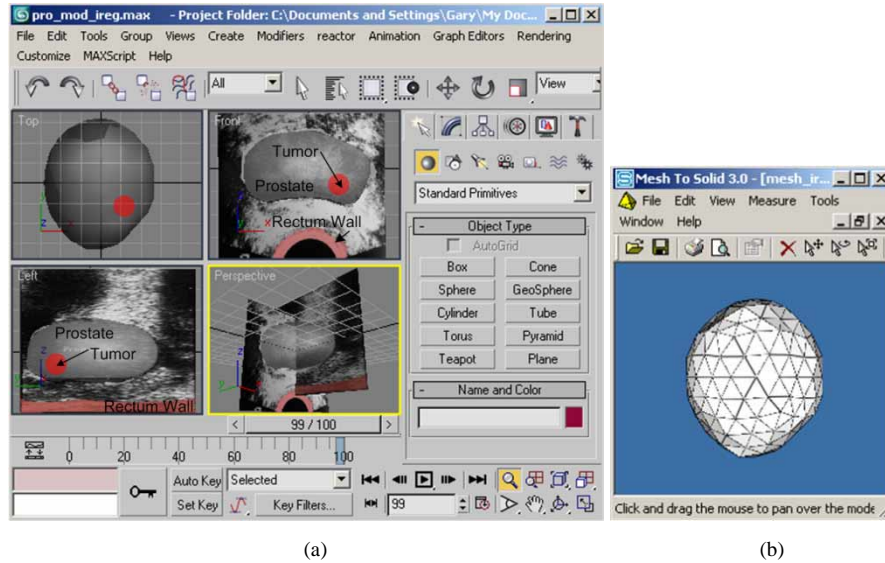 pro_mod_ireg.max - Project Folder: C:\Documents and Settings\Gary\My Doc...
File Edit Tools Group Views Create Modifiers reactor Animation Graph Editors Rendering
Customize MAXScript Help
All
View
Top
Front
Tumor
Prostate
Rectum Wall
x
z
y
Standard Primitives
- Object Type
AutoGrid
Box Cone
Sphere GeoSphere
Cylinder Tube
Torus Pyramid
Teapot Plane
- Name and Color
Left
Prostate
Tumor
Rectum Wall
Perspective
< 99 / 100 >
0 20 40 60 80 100
Auto Key Selected
Set Key Key Filters... 99
Mesh To Solid 3.0 - [mesh_ir...
File Edit View Measure Tools
Window Help
Click and drag the mouse to pan over the mode
(a)
(b)